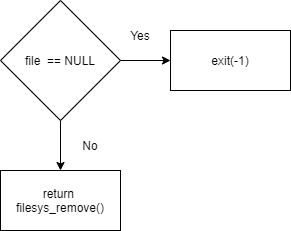 Yes
file == NULL
exit(-1)
No
return
filesys_remove()